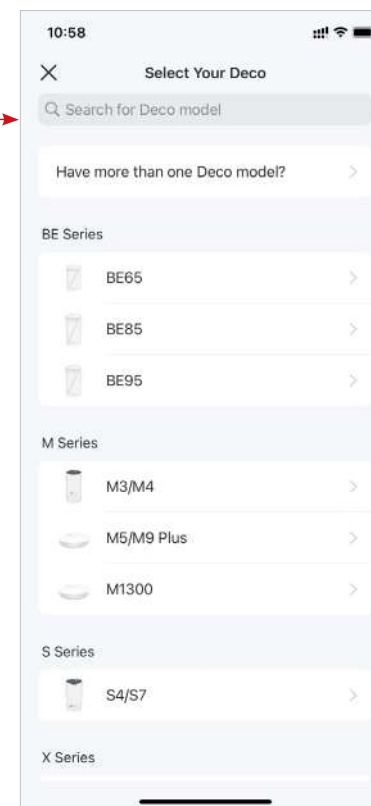 10:58
Select Your Deco
Search for Deco model
Have more than one Deco model?
BE Series
BE65
BE85
BE95
M Series
M3/M4
M5/M9 Plus
M1300
S Series
S4/S7
X Series